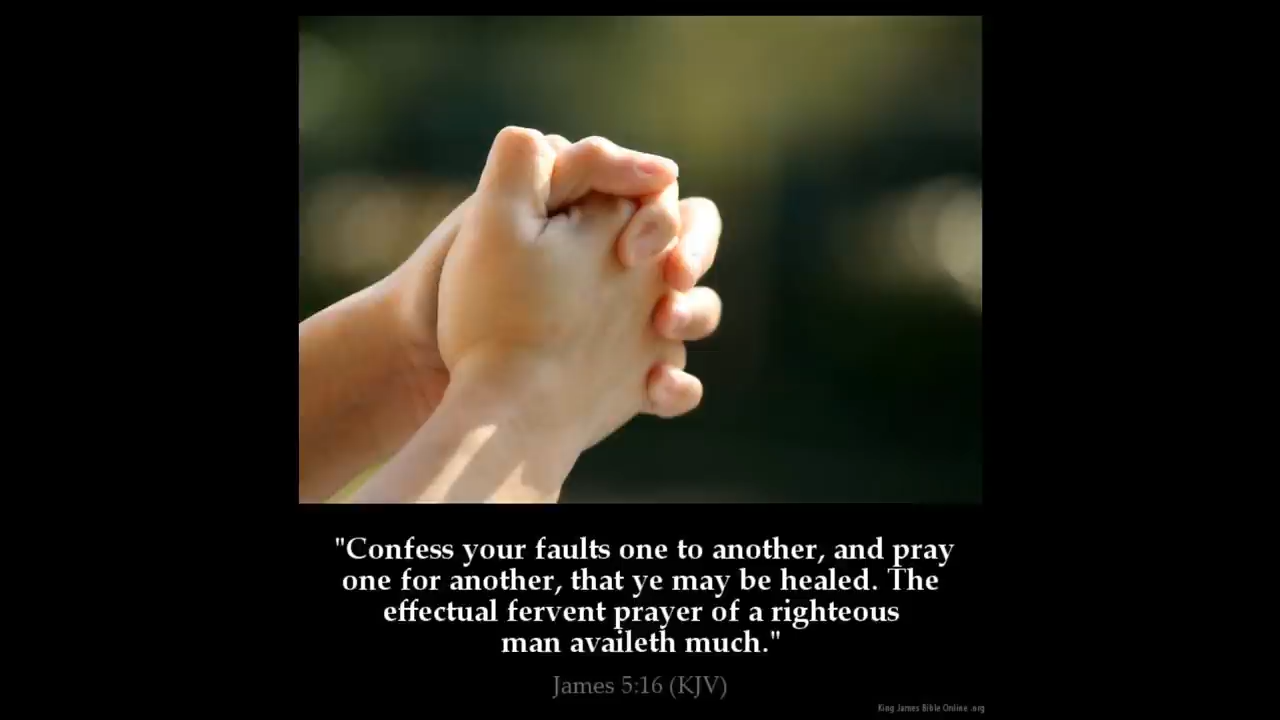 "Confess your faults one to another, and pray
one for another, that ye may be healed. The
effectual fervent prayer of a righteous
man availeth much."
James 5:16 (KJV)
King James Bible Online .org